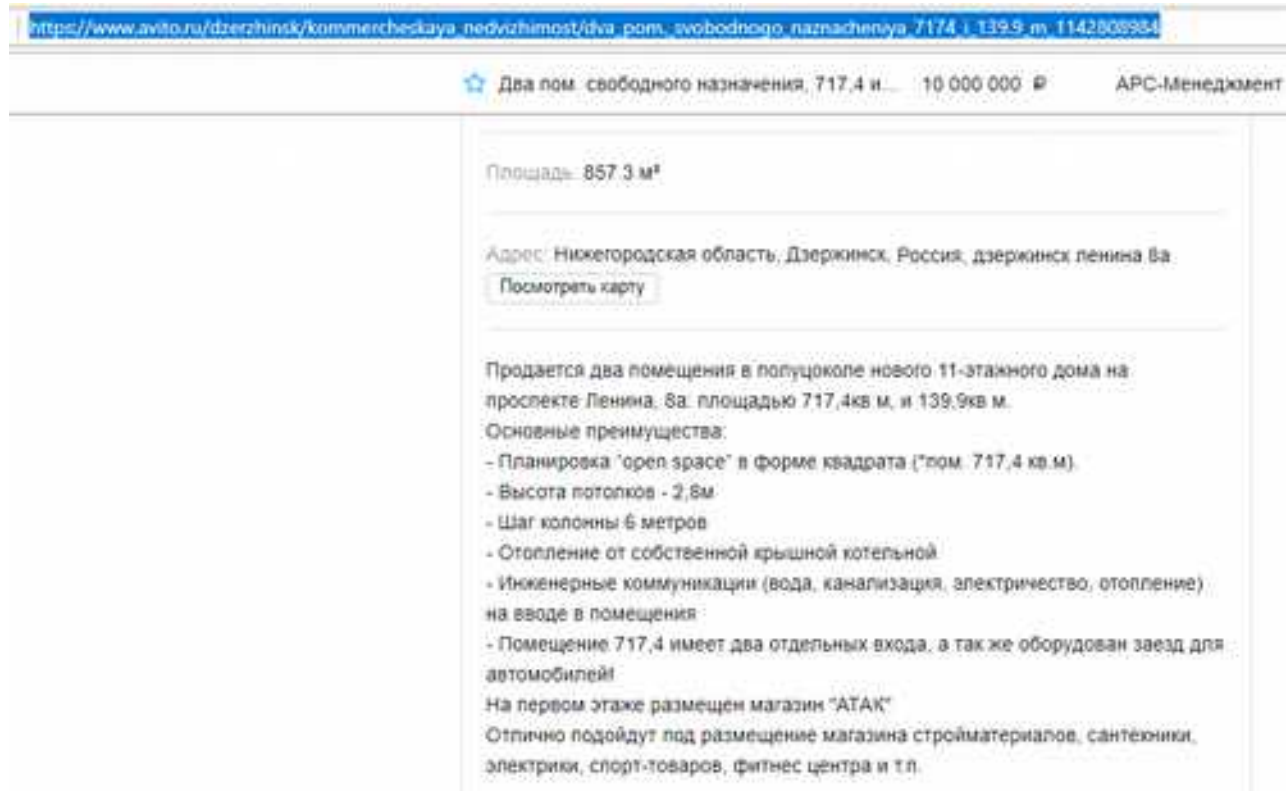 https://www.avito.ru/dzerzhinsk/kommercheskaya_nedvizhimost/dva_pom._svobodnogo_naznacheniya_717.4_i_139.9_m_1142808984
Два пом. свободного назначения, 717,4 и... 10 000 000 ₽ АРС-Менеджмент
Площадь: 857.3 м²
Адрес: Нижегородская область, Дзержинск, Россия, дзержинск ленина 8а
Посмотреть карту
Продается два помещения в полуцоколе нового 11-этажного дома на
проспекте Ленина, 8а: площадью 717,4кв м, и 139,9кв м.
Основные преимущества:
- Планировка "open space" в форме квадрата (*пом. 717,4 кв.м).
- Высота потолков - 2,8м
- Шаг колонны 6 метров
- Отопление от собственной крышной котельной
- Инженерные коммуникации (вода, канализация, электричество, отопление)
на вводе в помещения
- Помещение 717,4 имеет два отдельных входа, а так же оборудован заезд для
автомобилей!
На первом этаже размещен магазин "АТАК"
Отлично подойдут под размещение магазина стройматериалов, сантехники,
электрики, спорт-товаров, фитнес центра и т.п.